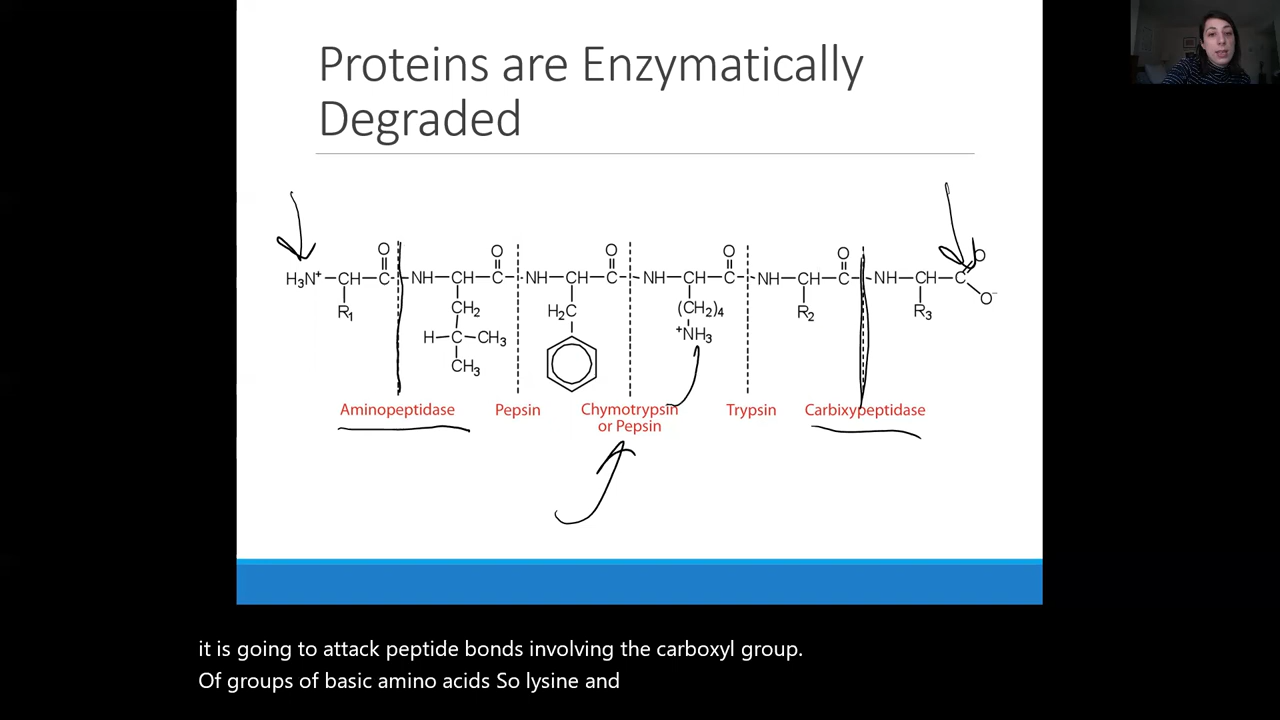 Proteins are Enzymatically
Degraded
O O O O O O
H₃N⁺—CH—C—NH—CH—C—NH—CH—C—NH—CH—C—NH—CH—C—NH—CH—C
R₁ CH₂ H₂C (CH₂)₄ R₂ R₃ O⁻
H—C—CH₃ ⁺NH₃
CH₃
Aminopeptidase Pepsin Chymotrypsin Trypsin Carbixypeptidase
or Pepsin
it is going to attack peptide bonds involving the carboxyl group.
Of groups of basic amino acids So lysine and